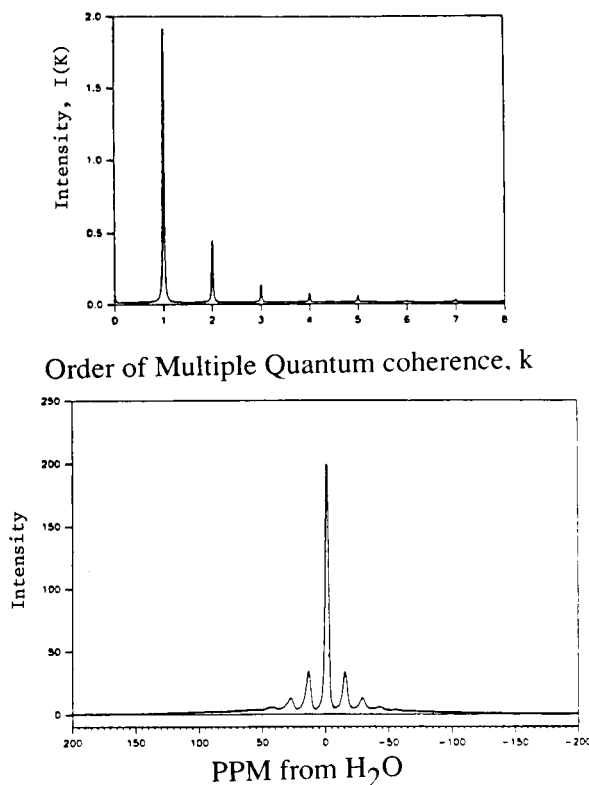 2.0
1.5
1.0
0.5
0.0
Intensity, I(K)
0 1 2 3 4 5 6 7 8
Order of Multiple Quantum coherence, k
250
200
150
100
50
0
Intensity
200 150 100 50 0 -50 -100 -150 -200
PPM from H₂O